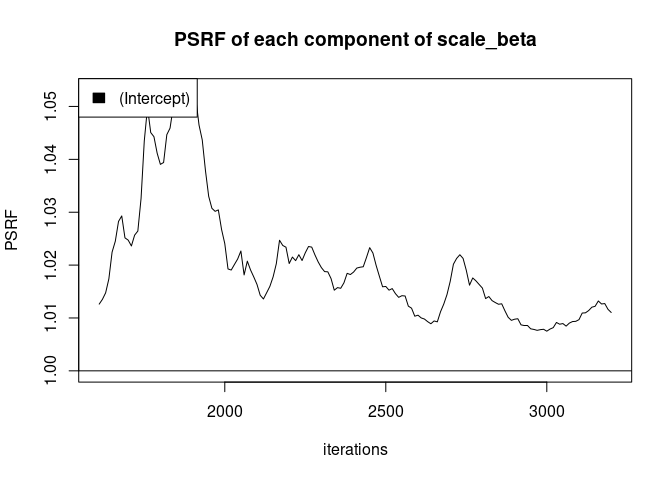 PSRF of each component of scale_beta
(Intercept)
PSRF
1.05
1.04
1.03
1.02
1.01
1.00
2000 2500 3000
iterations